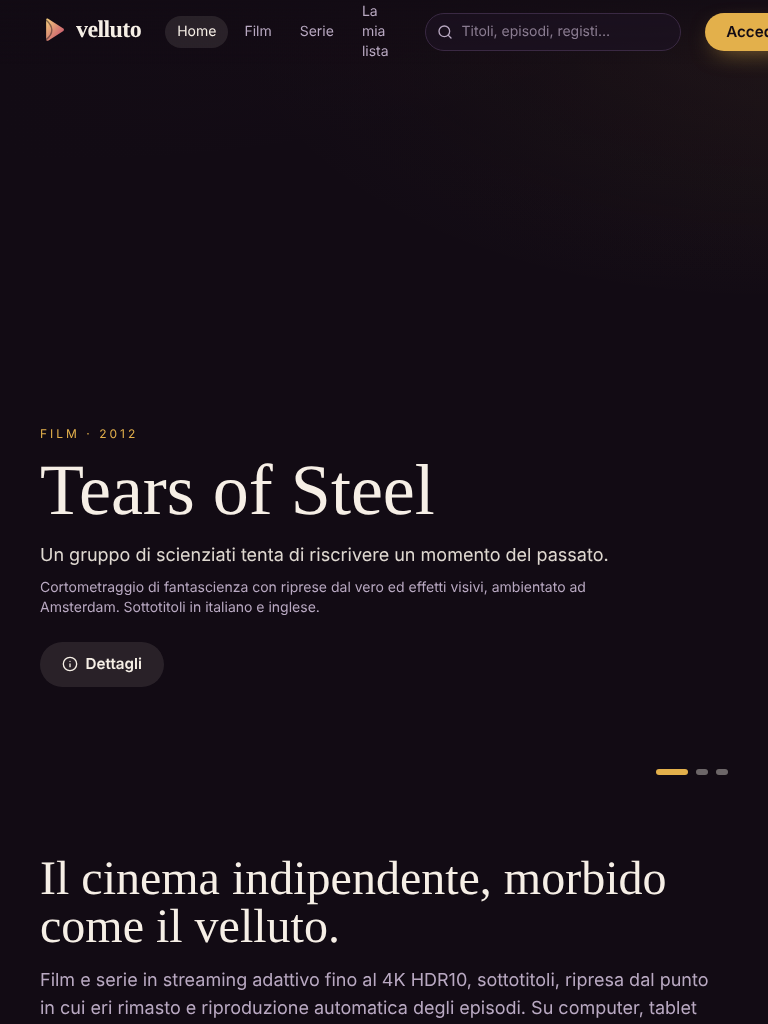 velluto
Home
Film
Serie
La
mia
lista
Titoli, episodi, registi...
FILM · 2012
Tears of Steel
Un gruppo di scienziati tenta di riscrivere un momento del passato.
Cortometraggio di fantascienza con riprese dal vero ed effetti visivi, ambientato ad
Amsterdam. Sottotitoli in italiano e inglese.
Dettagli
Il cinema indipendente, morbido
come il velluto.
Film e serie in streaming adattivo fino al 4K HDR10, sottotitoli, ripresa dal punto
in cui eri rimasto e riproduzione automatica degli episodi. Su computer, tablet